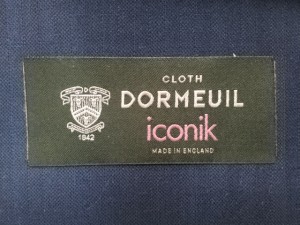 CLOTH
DORMEUIL
iconik
MADE IN ENGLAND
1842